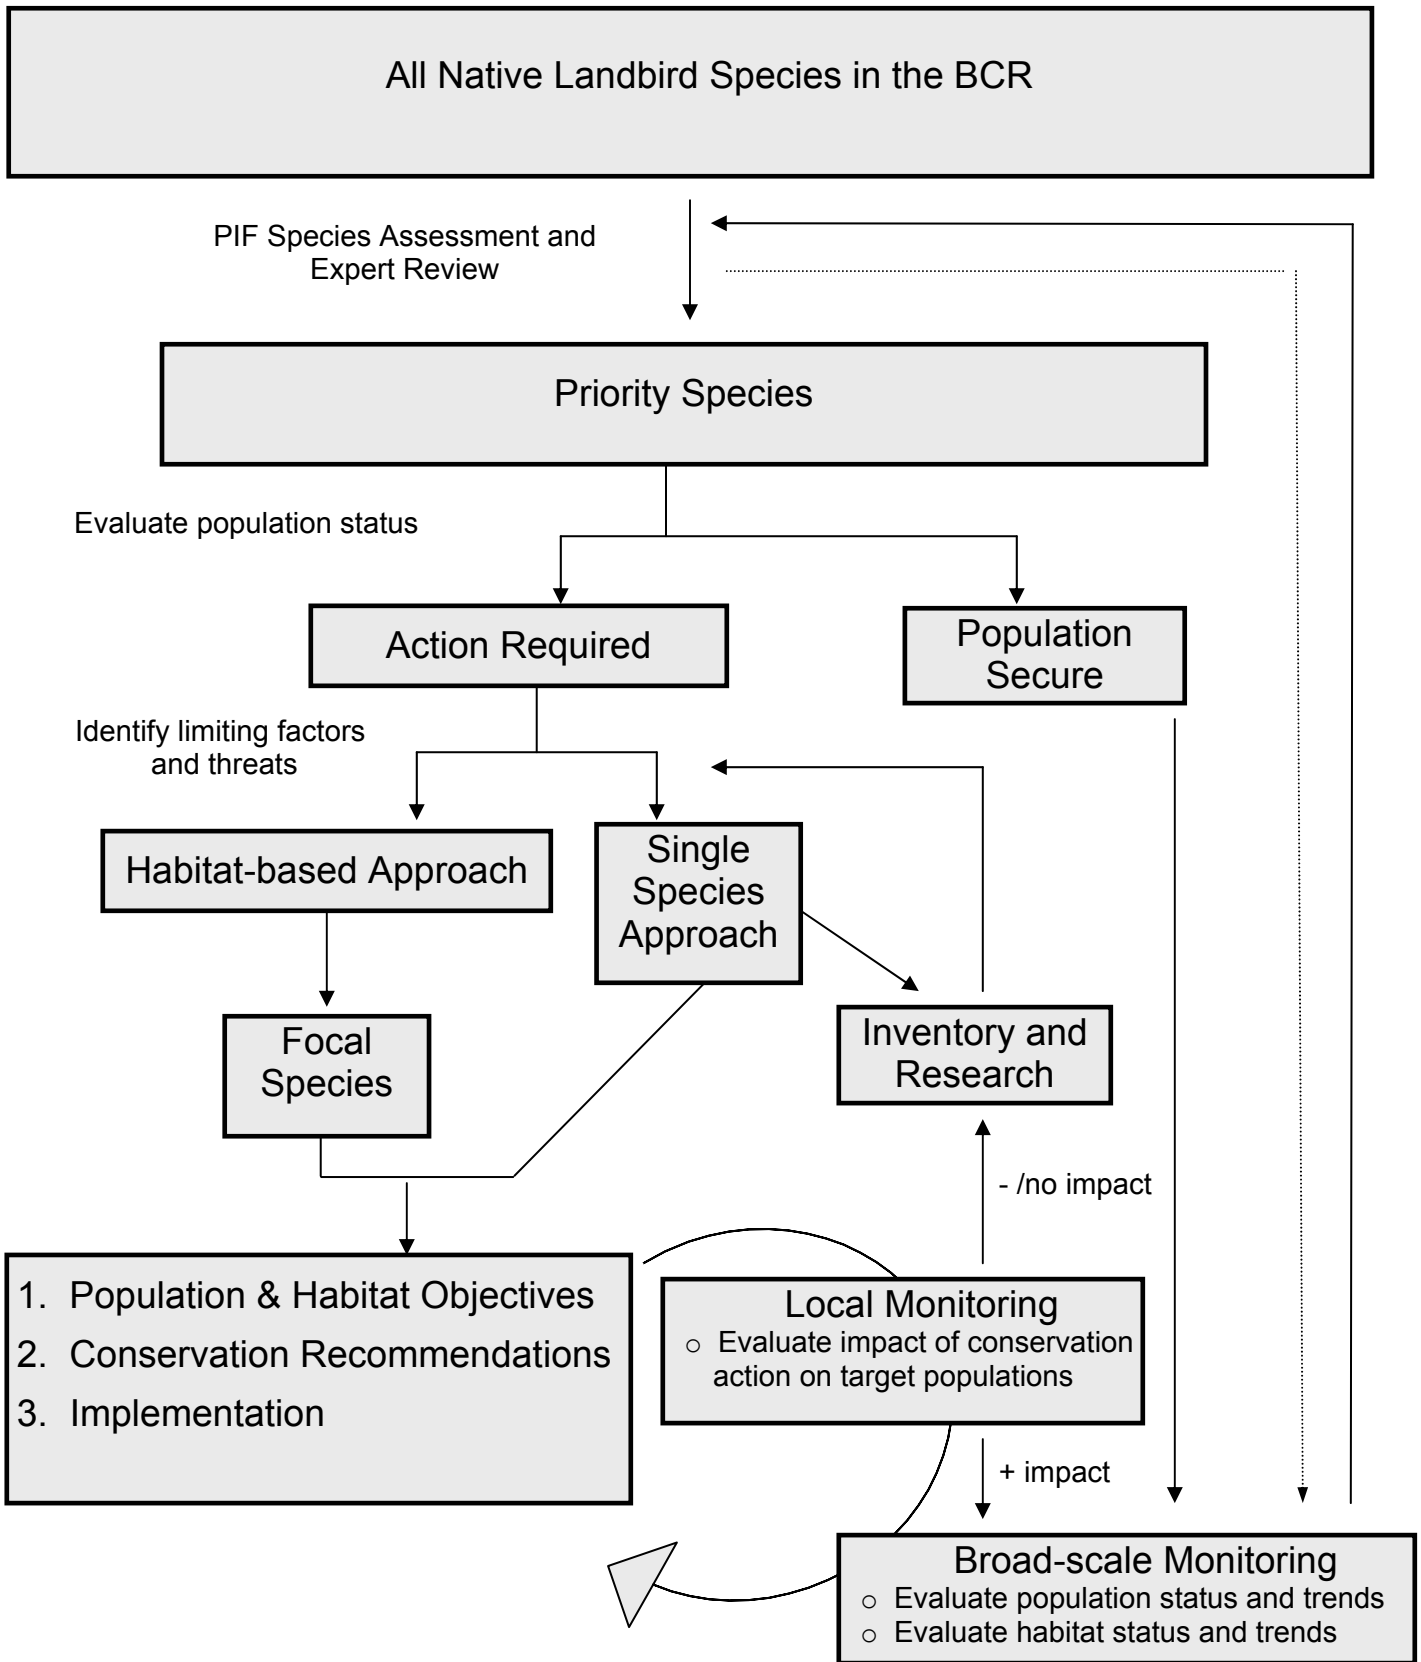 All Native Landbird Species in the BCR
PIF Species Assessment and
Expert Review
Priority Species
Evaluate population status
Action Required
Population
Secure
Identify limiting factors
and threats
Habitat-based Approach
Single
Species
Approach
Focal
Species
Inventory and
Research
- /no impact
1. Population & Habitat Objectives
2. Conservation Recommendations
3. Implementation
Local Monitoring
o Evaluate impact of conservation
action on target populations
+ impact
Broad-scale Monitoring
o Evaluate population status and trends
o Evaluate habitat status and trends